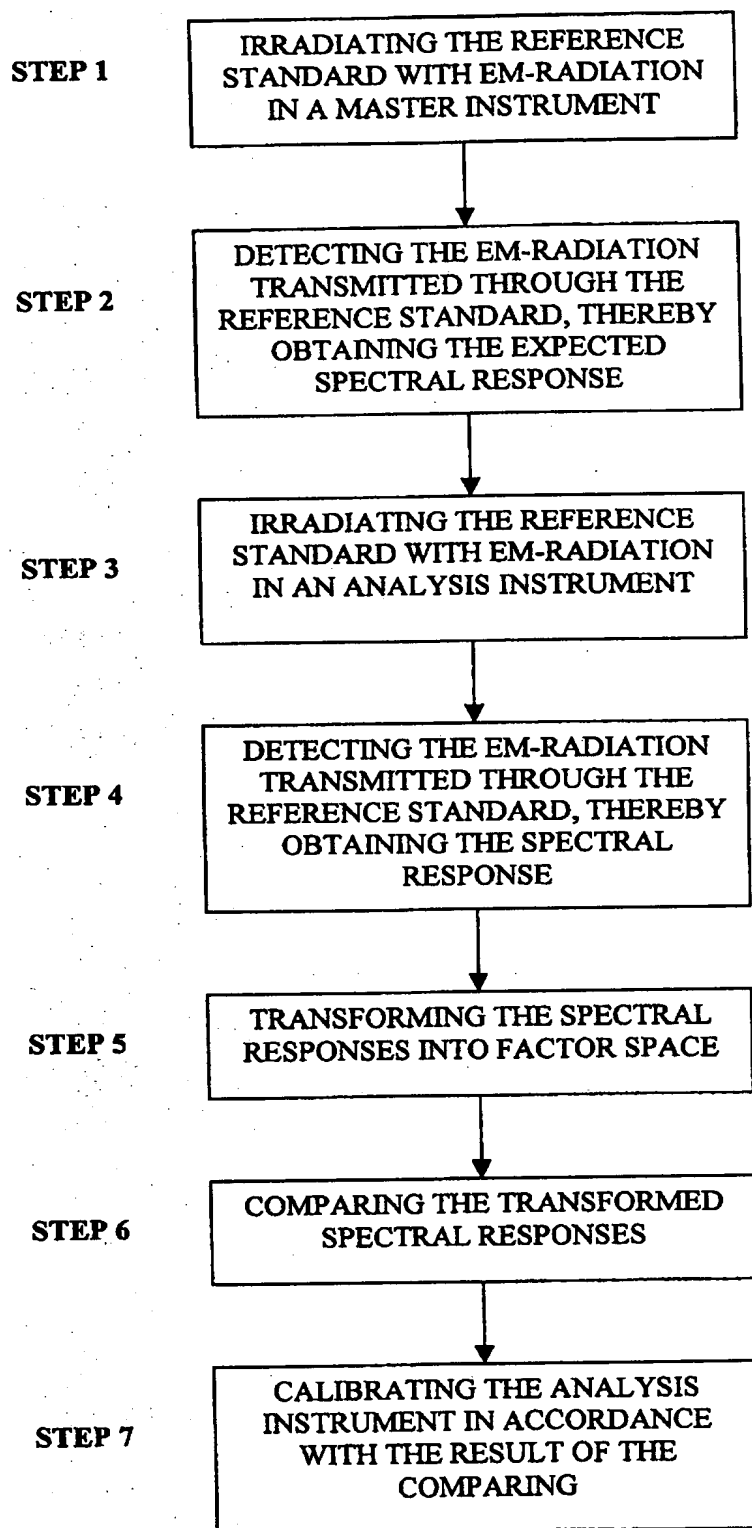 STEP 1
IRRADIATING THE REFERENCE
STANDARD WITH EM-RADIATION
IN A MASTER INSTRUMENT
STEP 2
DETECTING THE EM-RADIATION
TRANSMITTED THROUGH THE
REFERENCE STANDARD, THEREBY
OBTAINING THE EXPECTED
SPECTRAL RESPONSE
STEP 3
IRRADIATING THE REFERENCE
STANDARD WITH EM-RADIATION
IN AN ANALYSIS INSTRUMENT
STEP 4
DETECTING THE EM-RADIATION
TRANSMITTED THROUGH THE
REFERENCE STANDARD, THEREBY
OBTAINING THE SPECTRAL
RESPONSE
STEP 5
TRANSFORMING THE SPECTRAL
RESPONSES INTO FACTOR SPACE
STEP 6
COMPARING THE TRANSFORMED
SPECTRAL RESPONSES
STEP 7
CALIBRATING THE ANALYSIS
INSTRUMENT IN ACCORDANCE
WITH THE RESULT OF THE
COMPARING